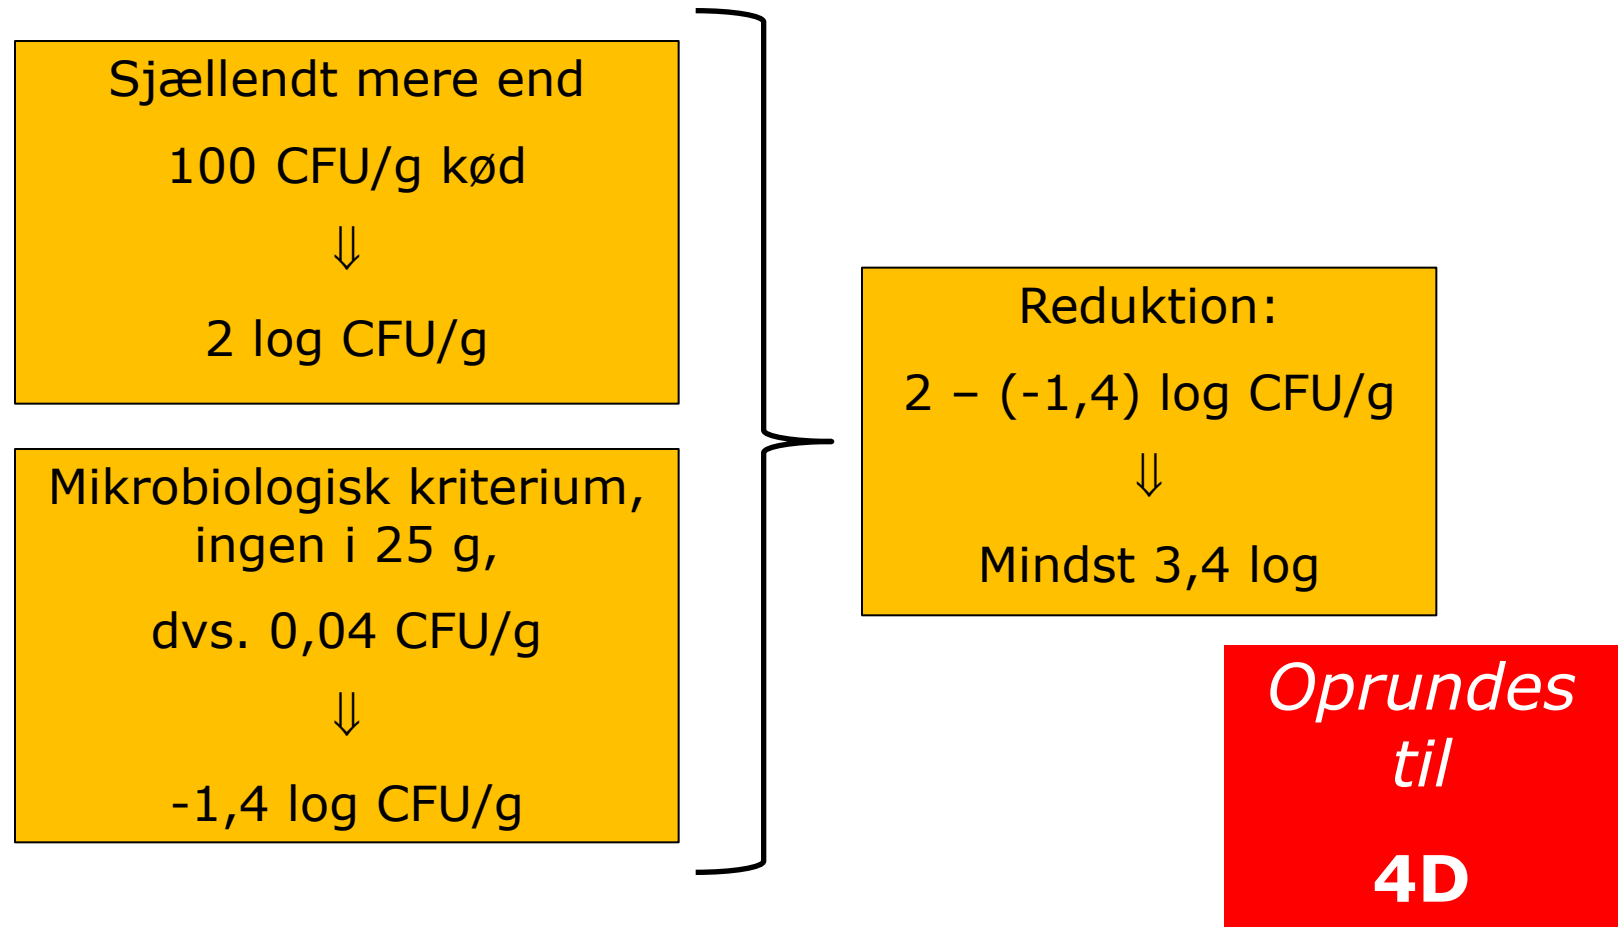 Sjællendt mere end
100 CFU/g kød
⇓
2 log CFU/g
Mikrobiologisk kriterium,
ingen i 25 g,
dvs. 0,04 CFU/g
⇓
-1,4 log CFU/g
Reduktion:
2 – (-1,4) log CFU/g
⇓
Mindst 3,4 log
Oprundes
til
4D